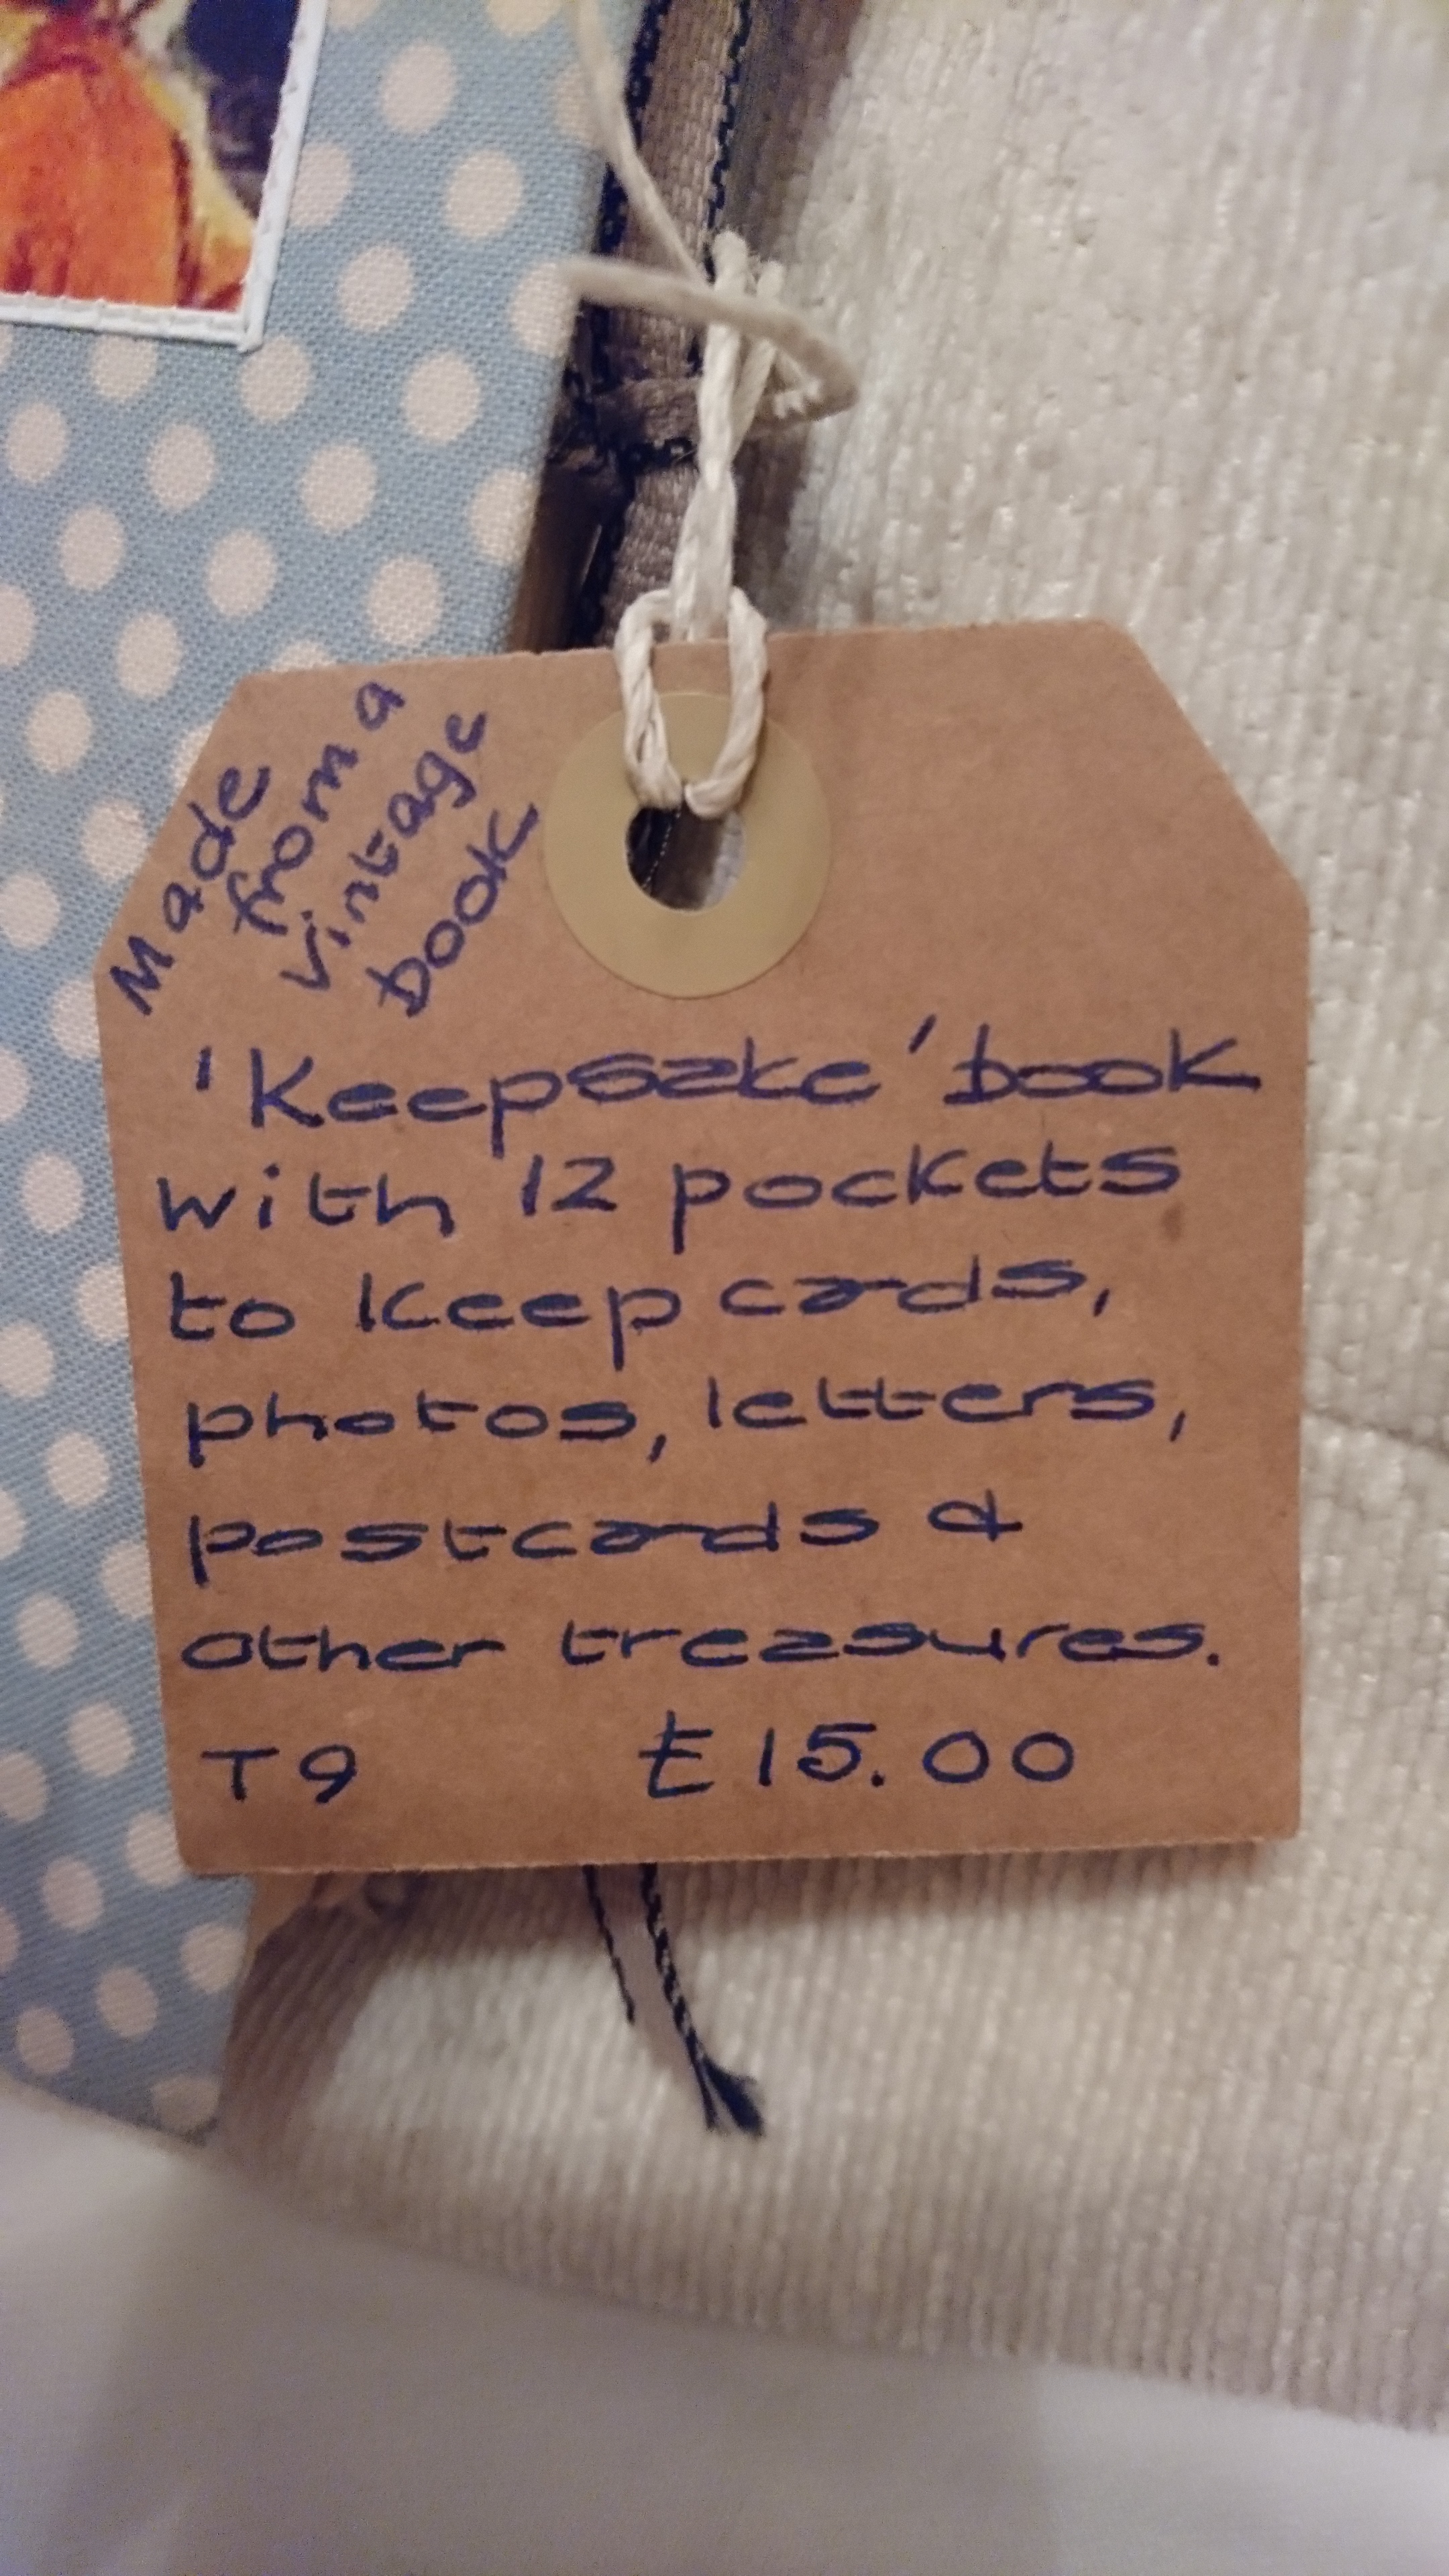 Made
from a
vintage
book
'Keepsake' book
with 12 pockets
to keep cards,
photos, letters,
postcards &
other treasures.
T9 £15.00